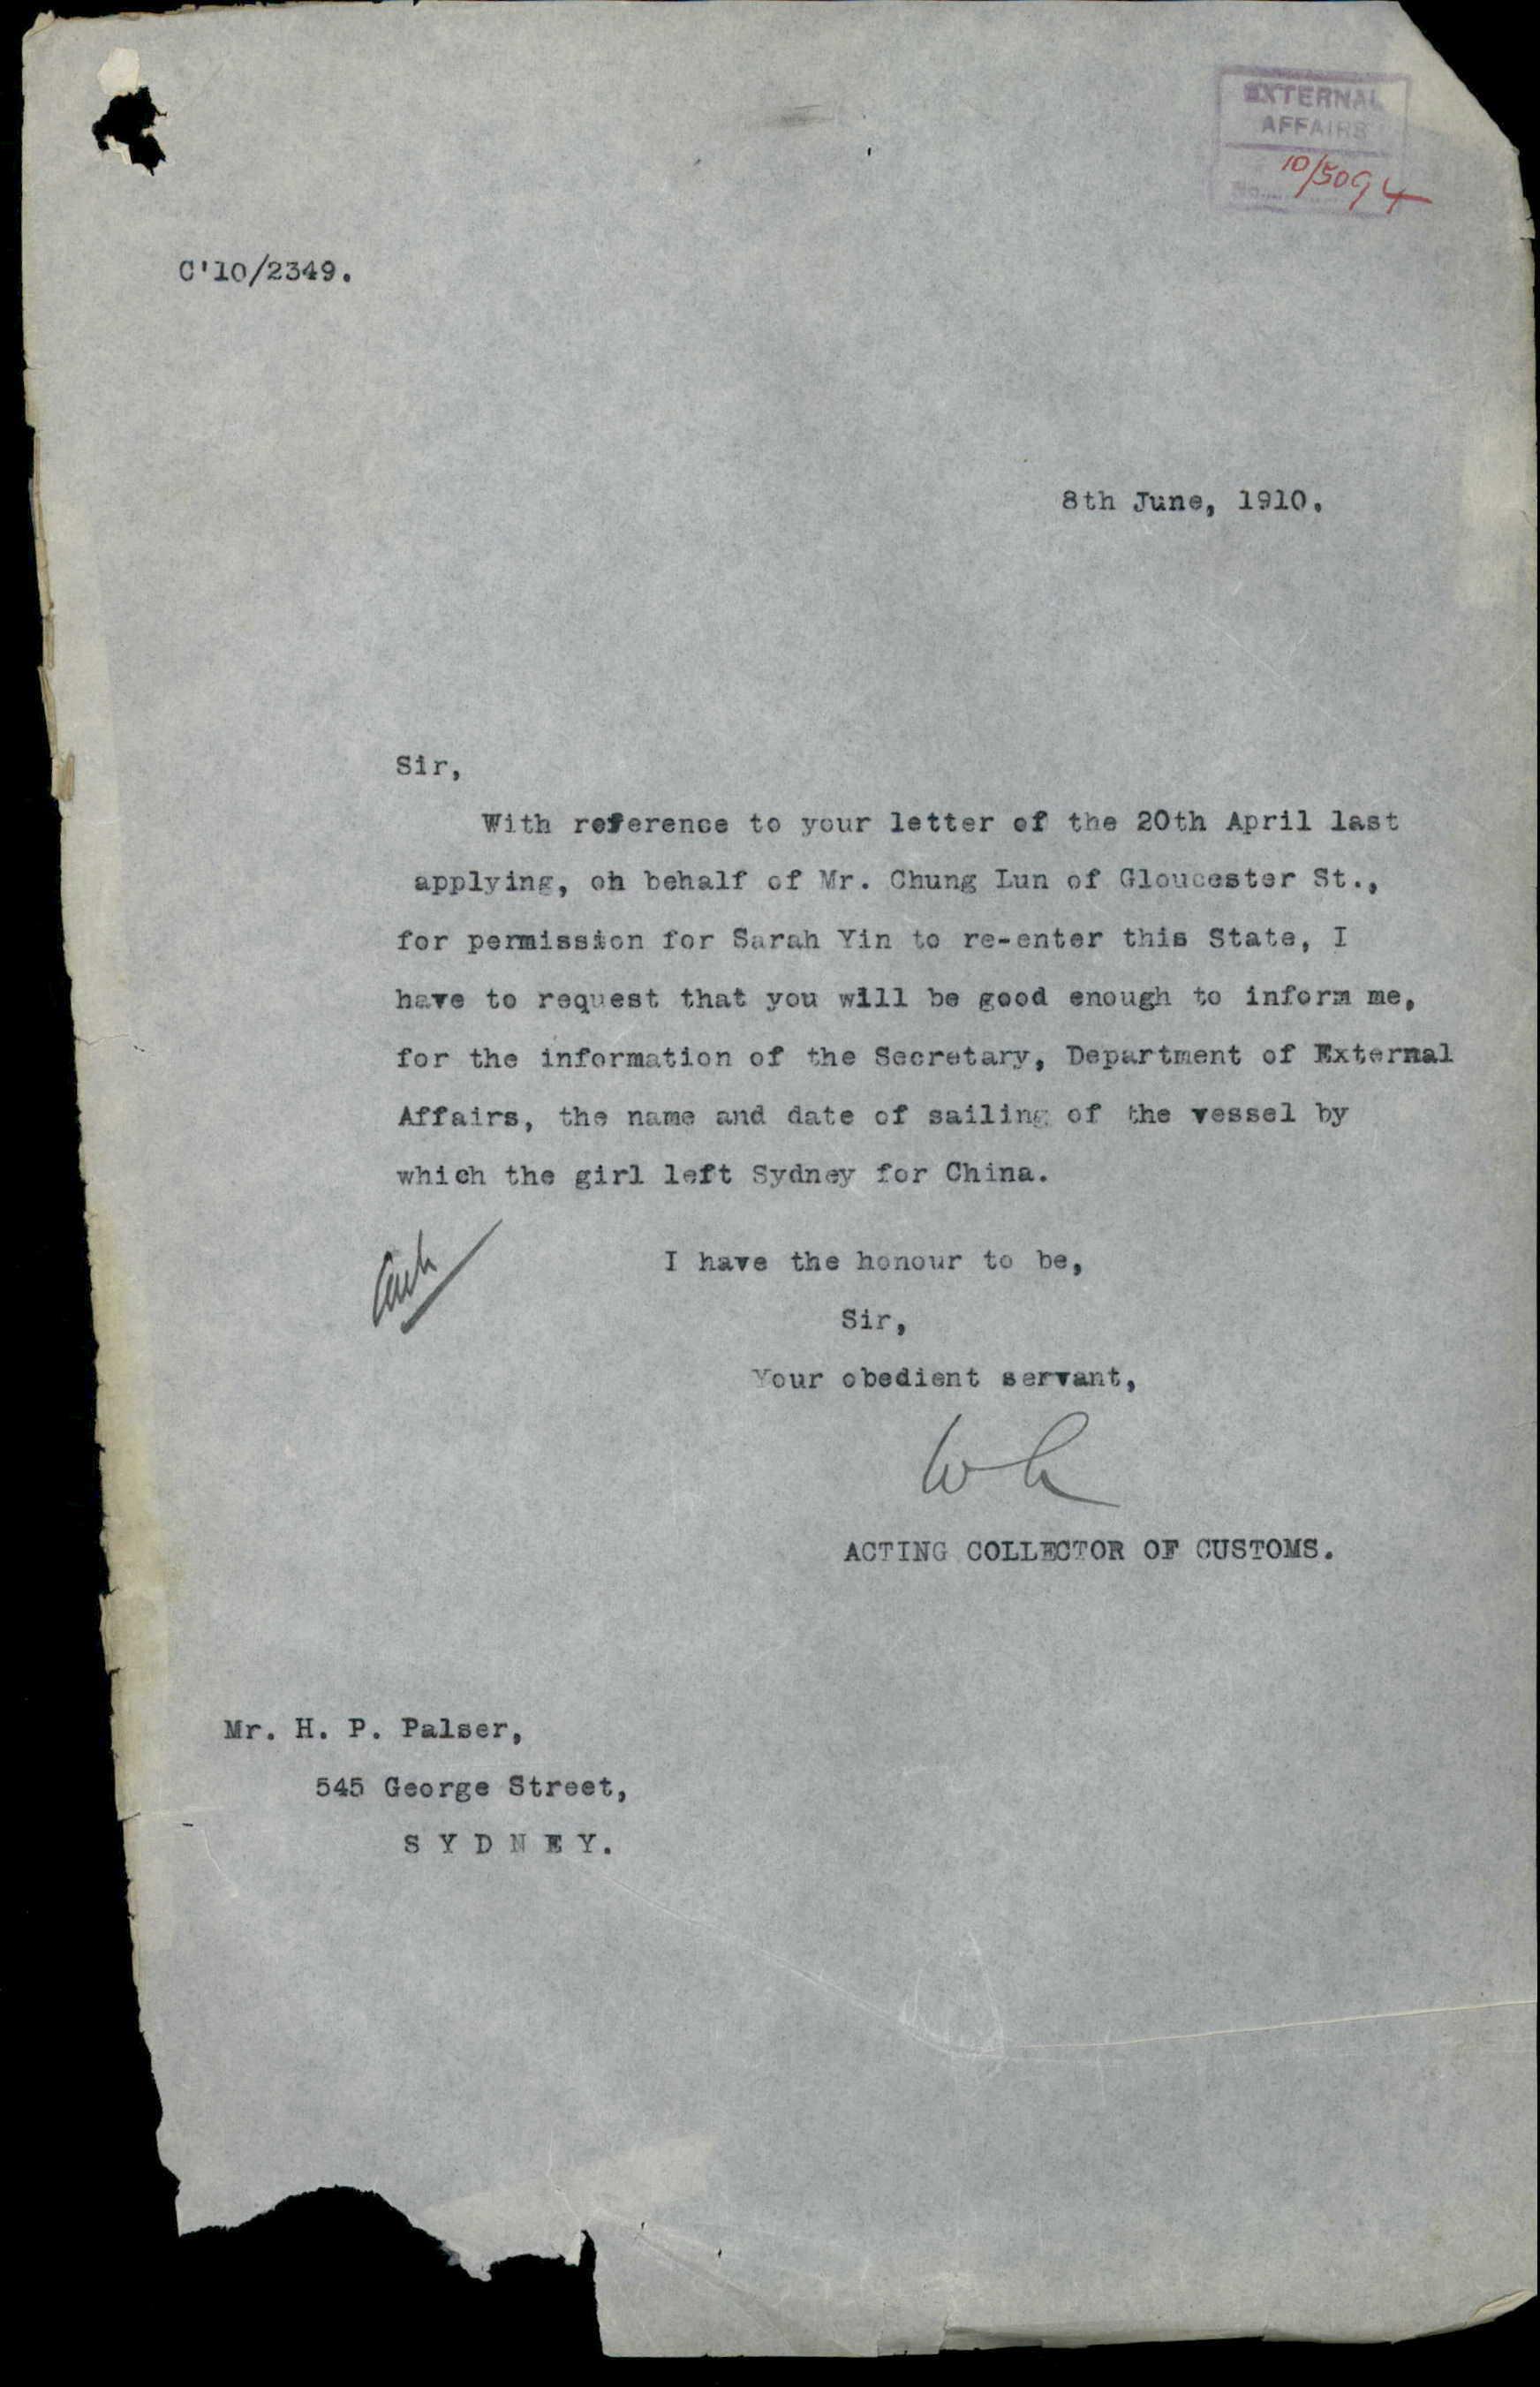 EXTERNAL
AFFAIRS
No. 10/5094
C'10/2349.
8th June, 1910.
Sir,
With reference to your letter of the 20th April last
applying, oh behalf of Mr. Chung Lun of Gloucester St.,
for permission for Sarah Yin to re-enter this State, I
have to request that you will be good enough to inform me,
for the information of the Secretary, Department of External
Affairs, the name and date of sailing of the vessel by
which the girl left Sydney for China.
I have the honour to be,
Sir,
Your obedient servant,
ACTING COLLECTOR OF CUSTOMS.
Mr. H. P. Palser,
545 George Street,
S Y D N E Y.